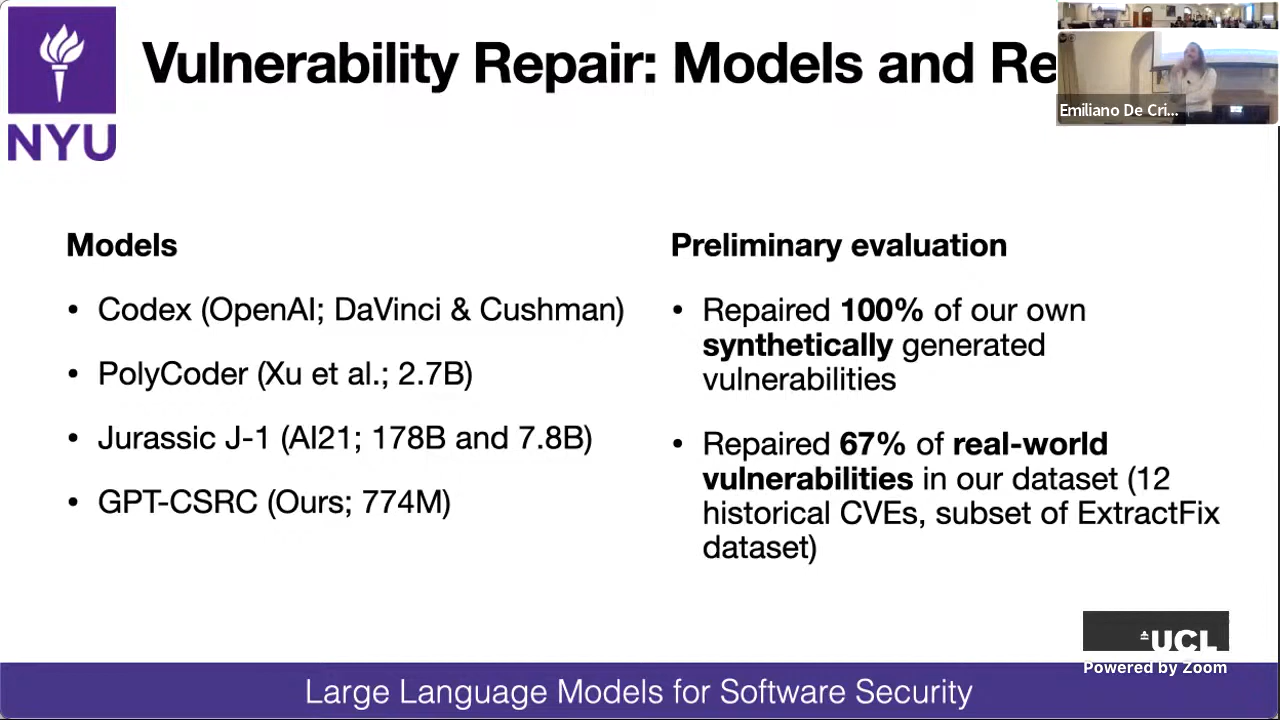 NYU
Vulnerability Repair: Models and Re
Emiliano De Cri...
Models
• Codex (OpenAI; DaVinci & Cushman)
• PolyCoder (Xu et al.; 2.7B)
• Jurassic J-1 (AI21; 178B and 7.8B)
• GPT-CSRC (Ours; 774M)
Preliminary evaluation
• Repaired 100% of our own
synthetically generated
vulnerabilities
• Repaired 67% of real-world
vulnerabilities in our dataset (12
historical CVEs, subset of ExtractFix
dataset)
UCL
Powered by Zoom
Large Language Models for Software Security